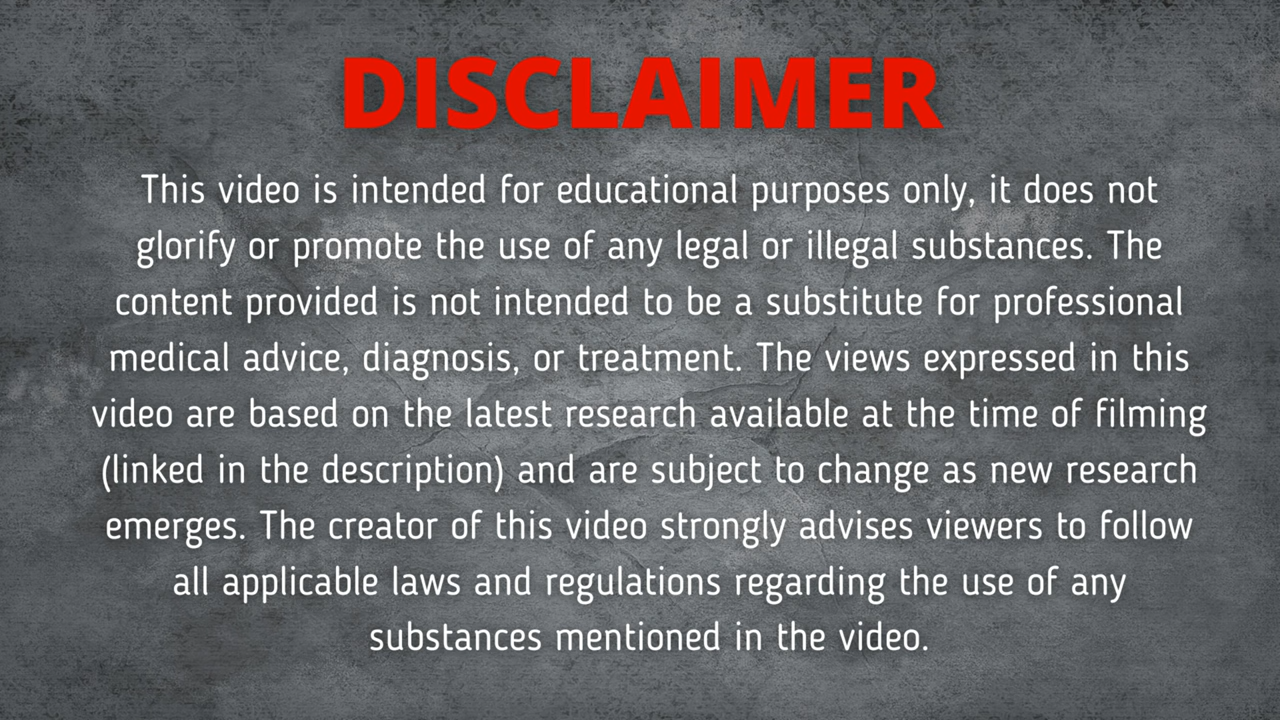 DISCLAIMER
This video is intended for educational purposes only, it does not
glorify or promote the use of any legal or illegal substances. The
content provided is not intended to be a substitute for professional
medical advice, diagnosis, or treatment. The views expressed in this
video are based on the latest research available at the time of filming
(linked in the description) and are subject to change as new research
emerges. The creator of this video strongly advises viewers to follow
all applicable laws and regulations regarding the use of any
substances mentioned in the video.